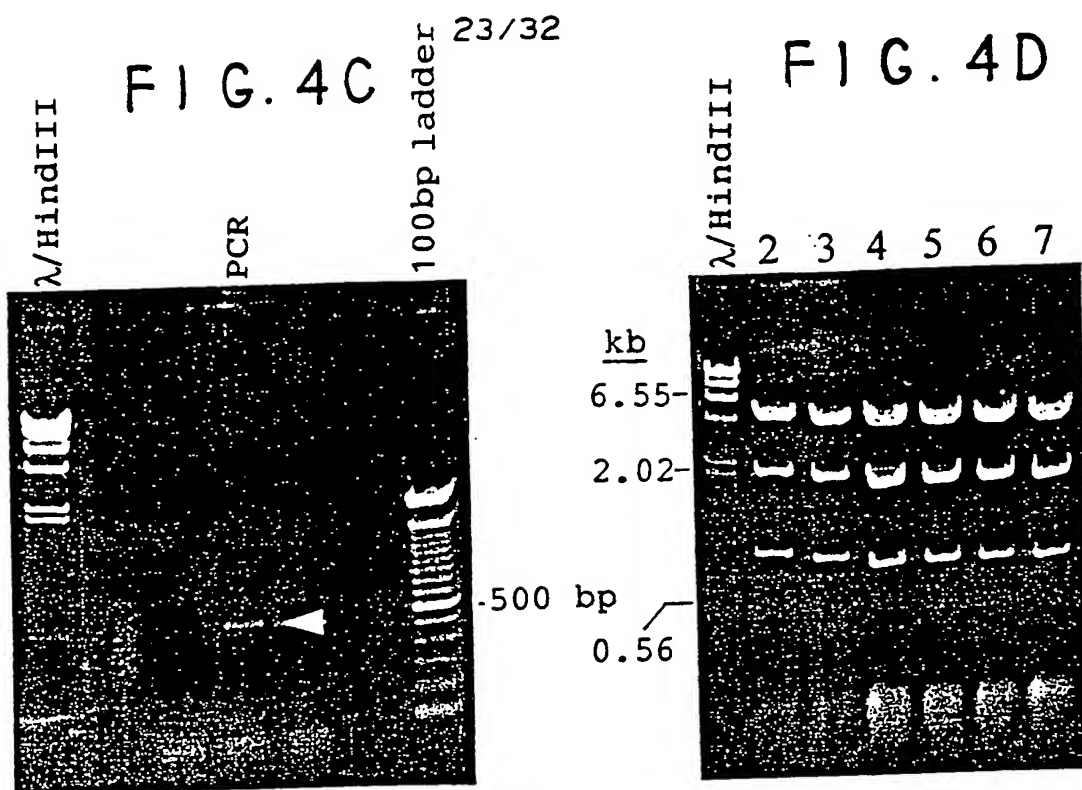 23/32
FIG. 4C
λ/HindIII
PCR
100bp ladder
500 bp
FIG. 4D
λ/HindIII
2 3 4 5 6 7
kb
6.55
2.02
0.56